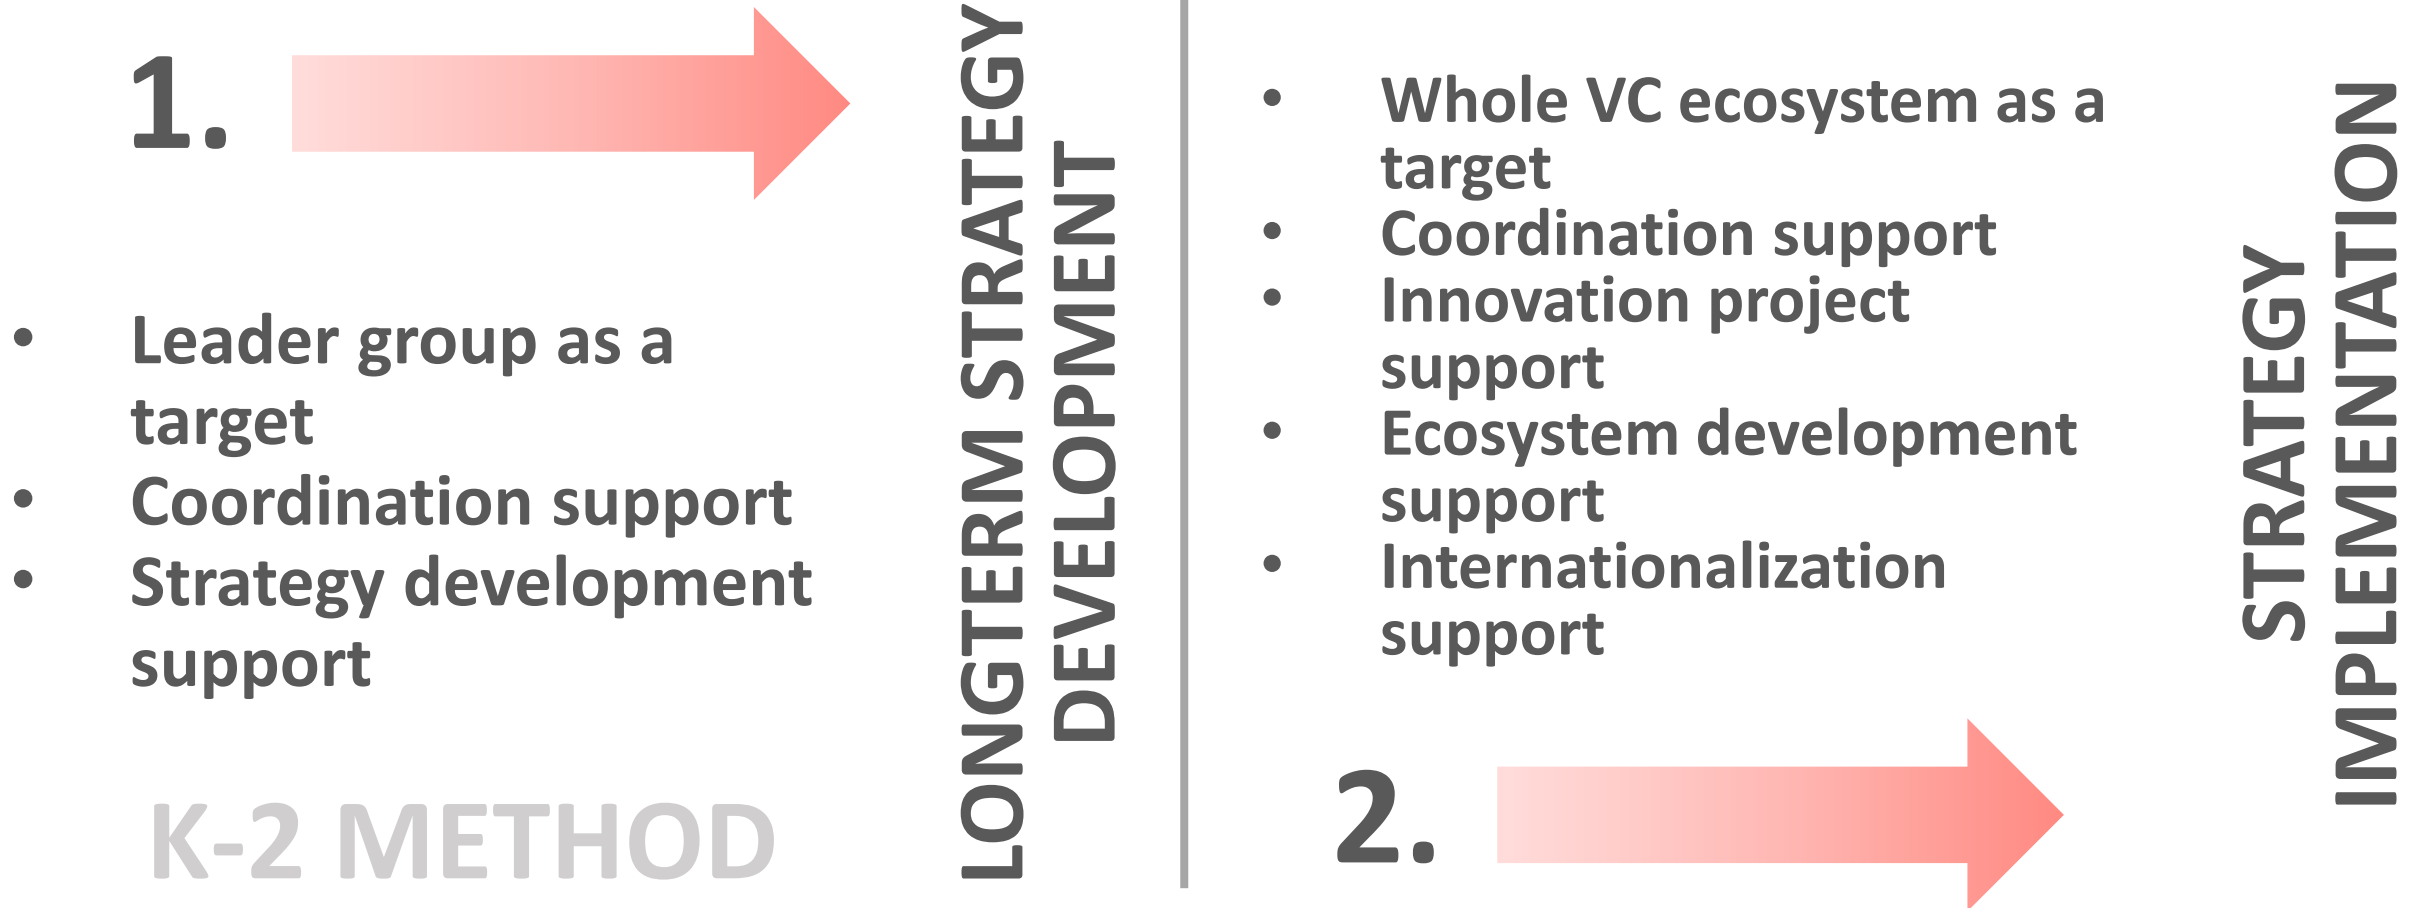 1.
• Leader group as a
target
• Coordination support
• Strategy development
support
K-2 METHOD
LONGTERM STRATEGY
DEVELOPMENT
• Whole VC ecosystem as a
target
• Coordination support
• Innovation project
support
• Ecosystem development
support
• Internationalization
support
2.
STRATEGY
IMPLEMENTATION